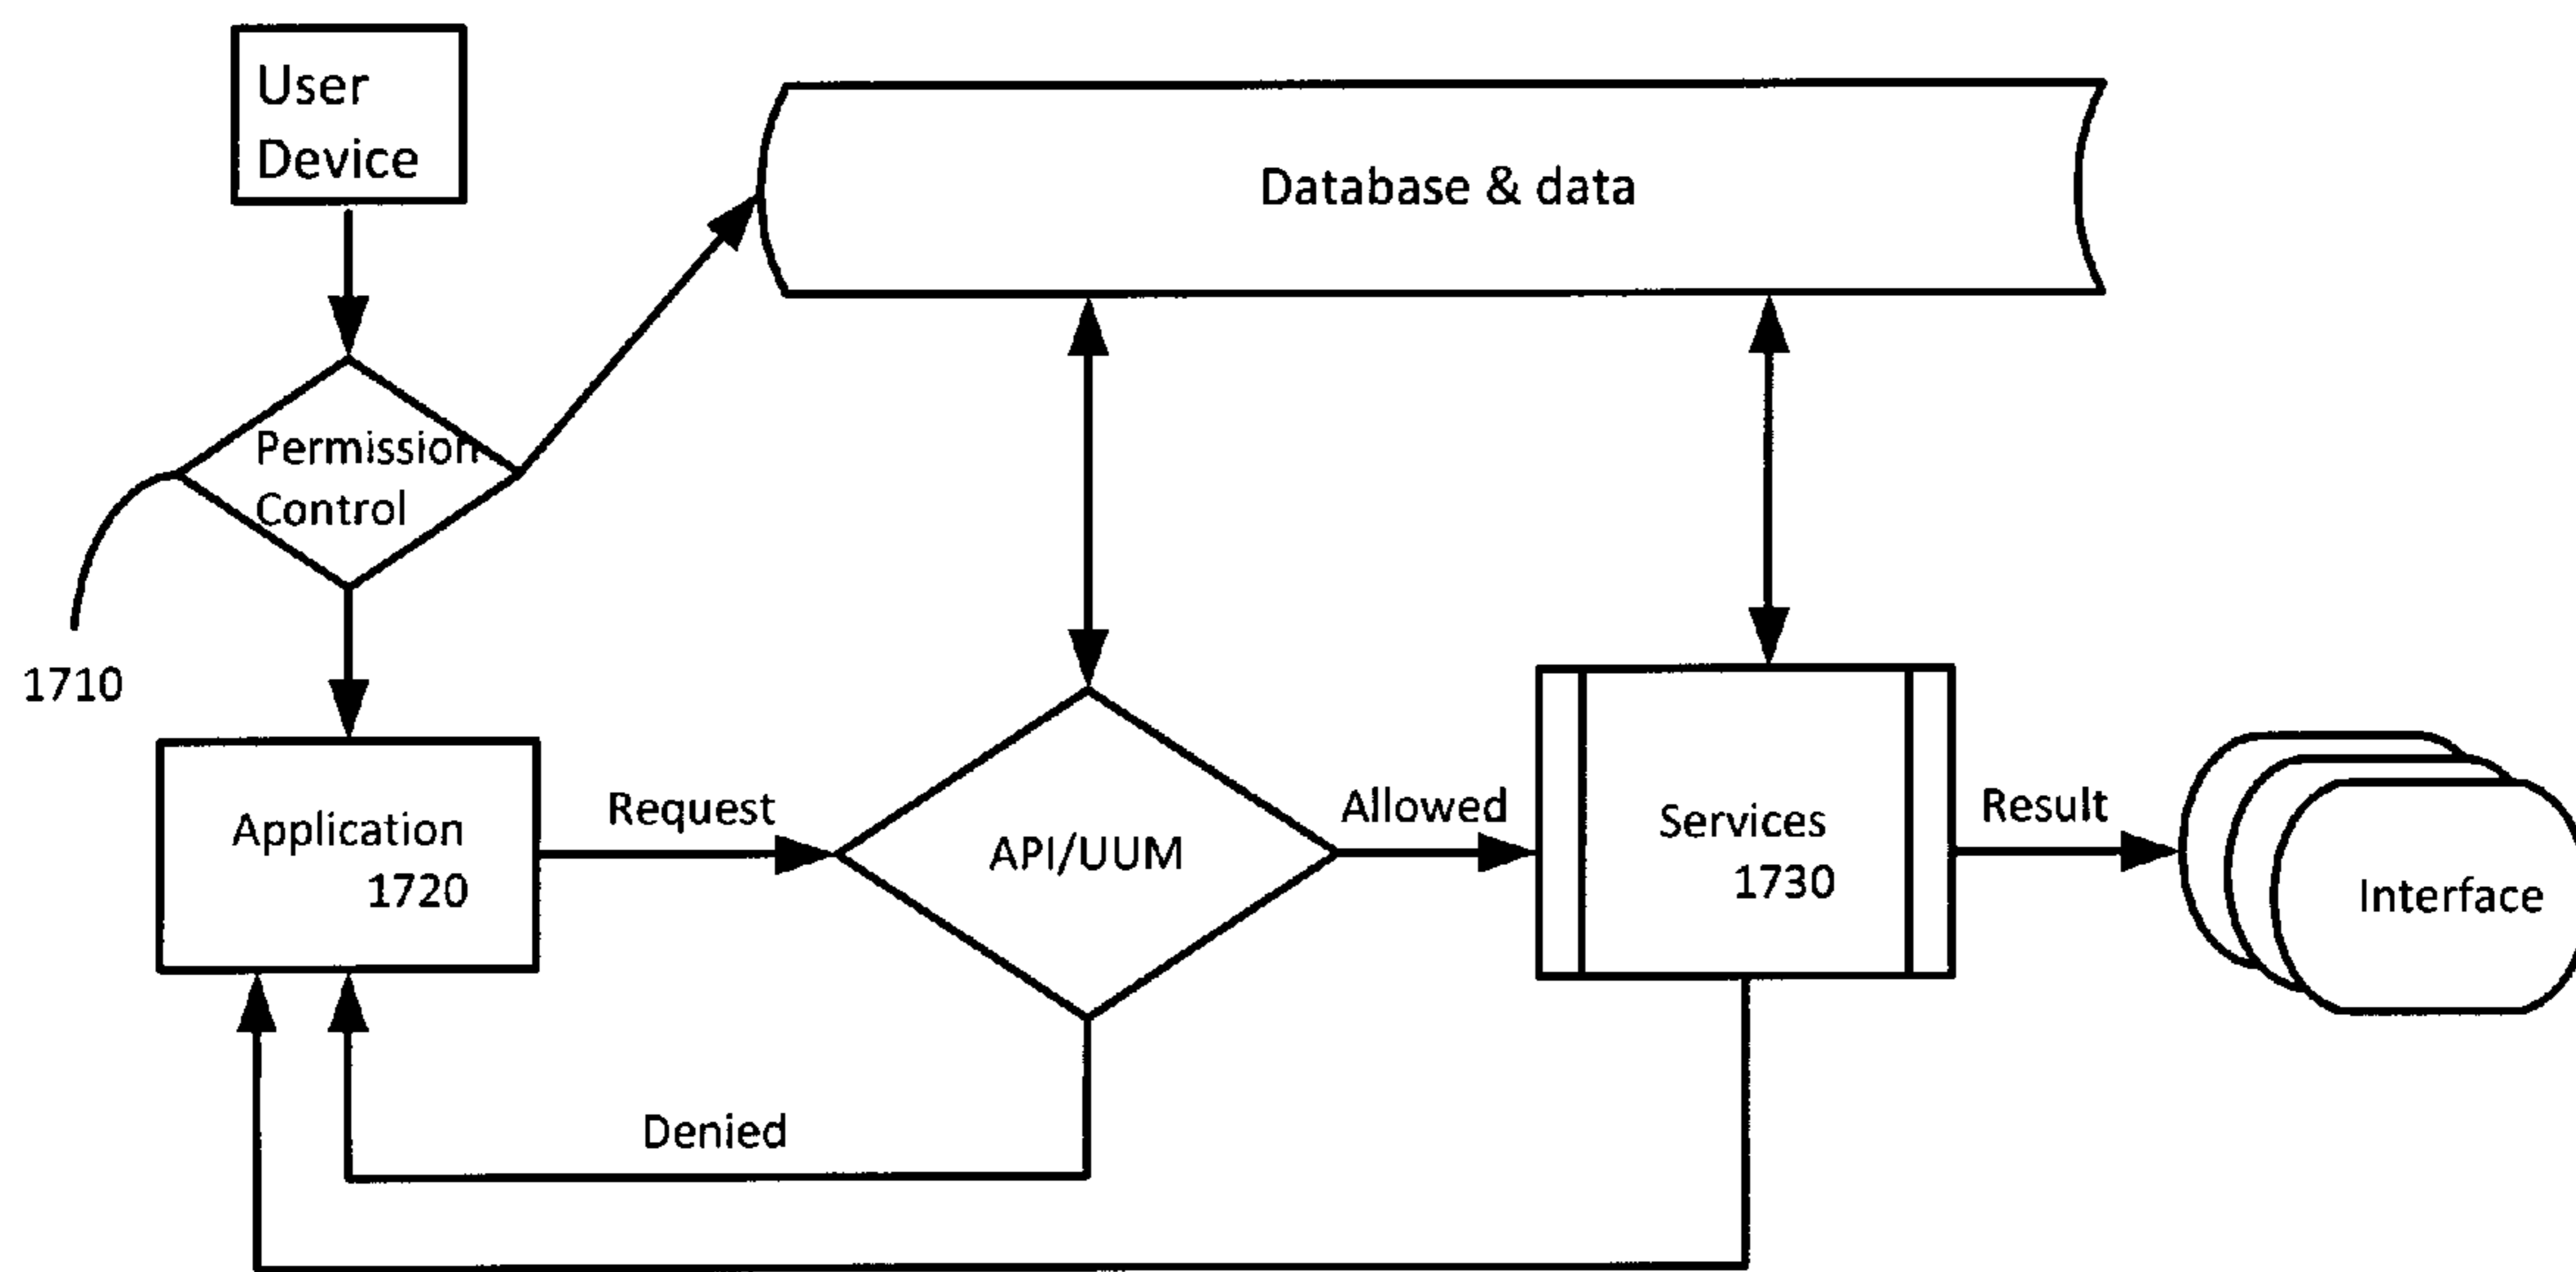 User
Device
Database & data
Permission
Control
1710
Application
1720
Request
API/UUM
Allowed
Services
1730
Result
Interface
Denied